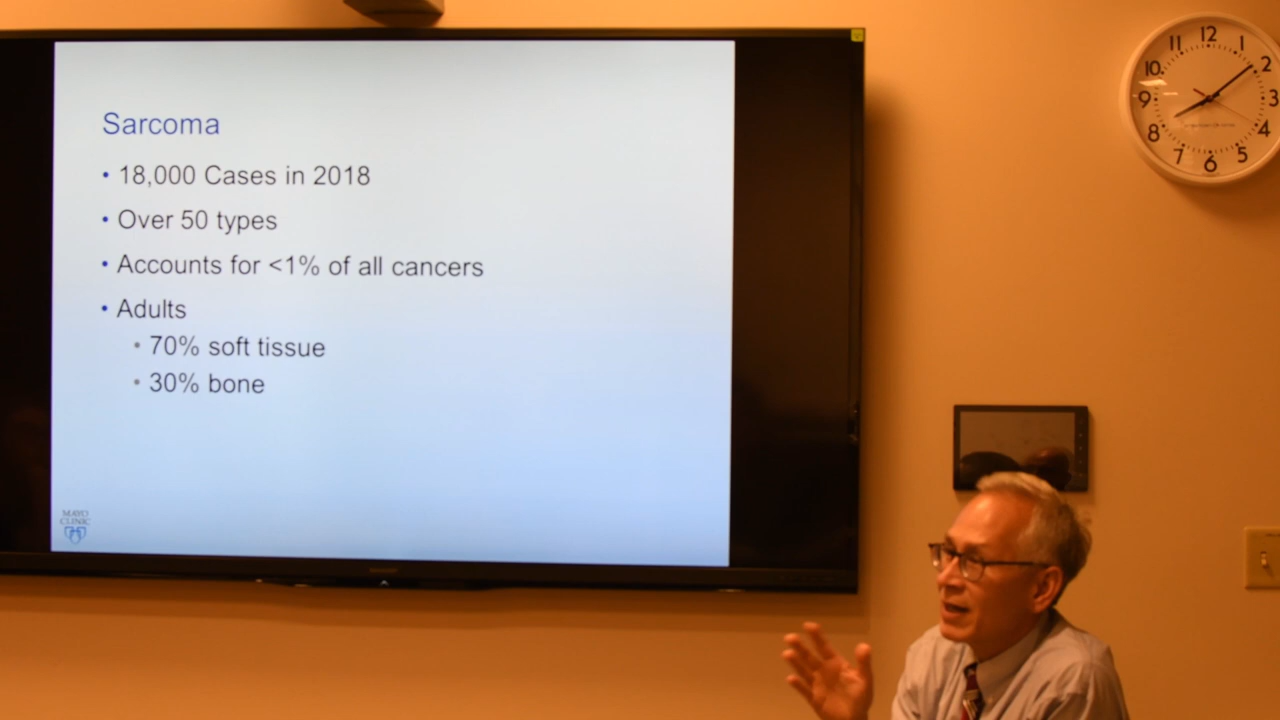 Sarcoma
• 18,000 Cases in 2018
• Over 50 types
• Accounts for <1% of all cancers
• Adults
• 70% soft tissue
• 30% bone
MAYO
CLINIC
12
11 1
10 2
9 3
8 4
7 5
6